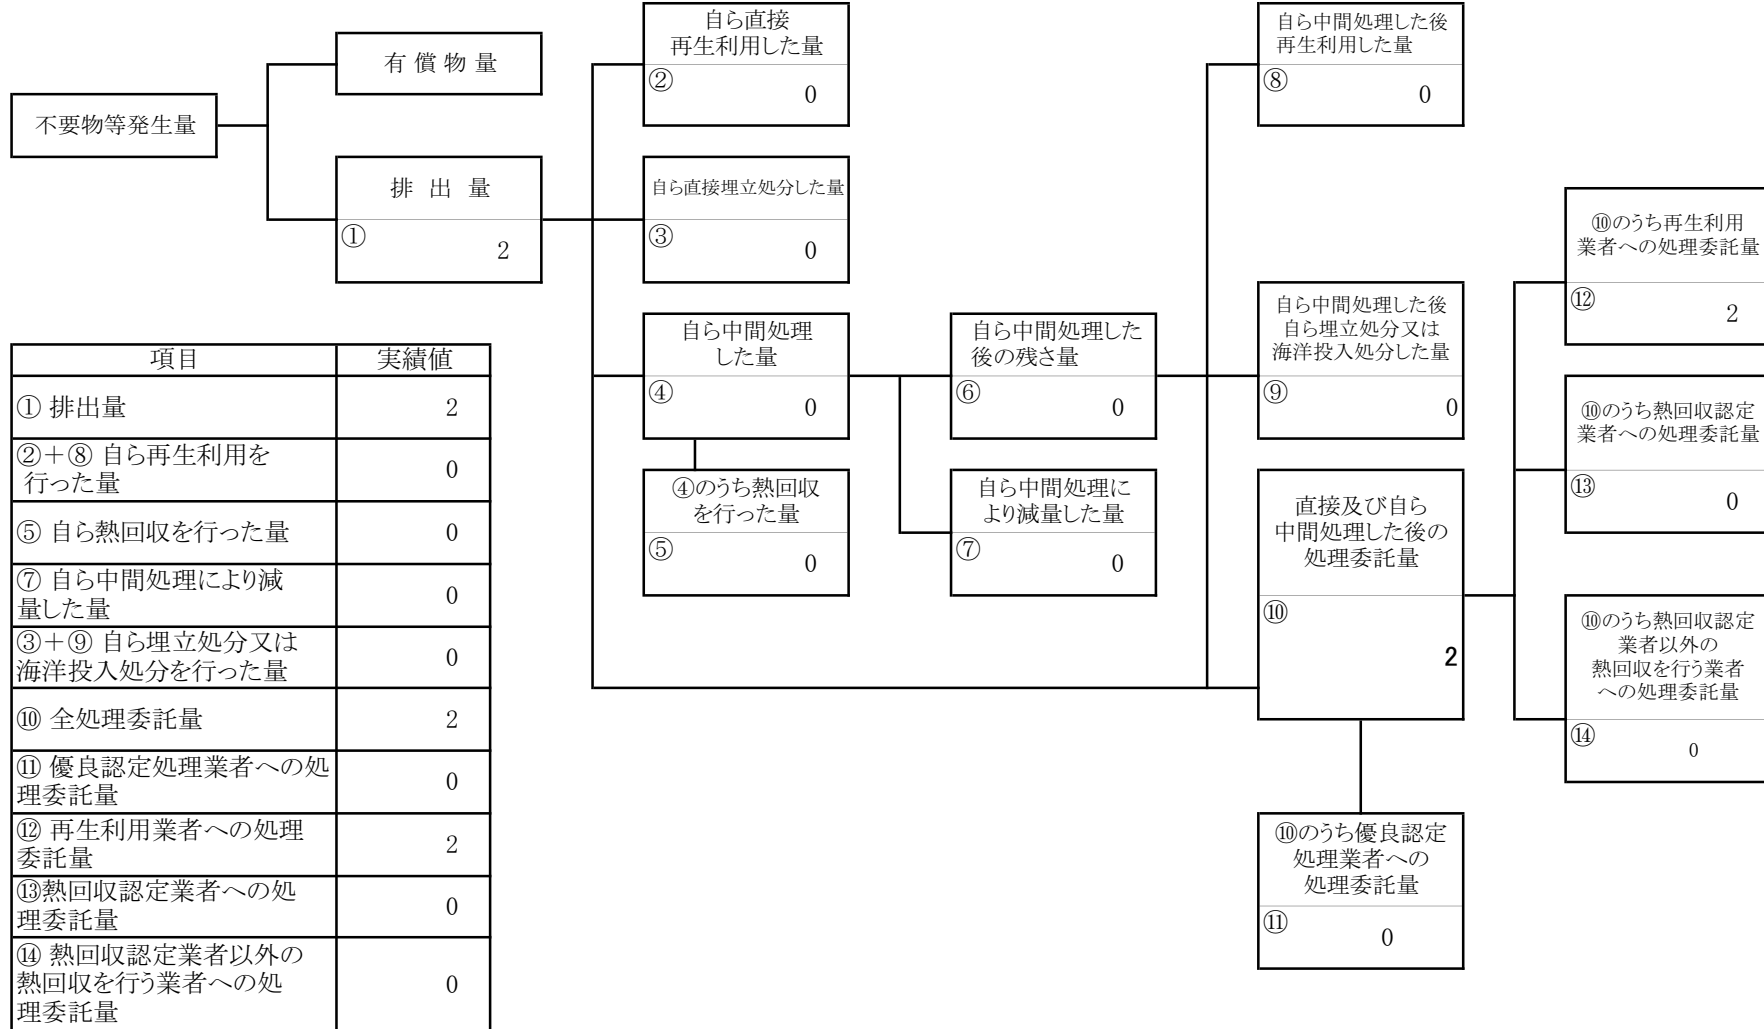 不要物等発生量
有 償 物 量
排 出 量
①
2
自ら直接
再生利用した量
②
0
自ら直接埋立処分した量
③
0
自ら中間処理
した量
④
0
④のうち熱回収
を行った量
⑤
0
自ら中間処理した
後の残さ量
⑥
0
自ら中間処理に
より減量した量
⑦
0
自ら中間処理した後
再生利用した量
⑧
0
自ら中間処理した後
自ら埋立処分又は
海洋投入処分した量
⑨
0
直接及び自ら
中間処理した後の
処理委託量
⑩
2
⑩のうち優良認定
処理業者への
処理委託量
⑪
0
⑩のうち再生利用
業者への処理委託量
⑫
2
⑩のうち熱回収認定
業者への処理委託量
⑬
0
⑩のうち熱回収認定
業者以外の
熱回収を行う業者
への処理委託量
⑭
0
項目 実績値
① 排出量 2
②+⑧ 自ら再生利用を
行った量 0
⑤ 自ら熱回収を行った量 0
⑦ 自ら中間処理により減
量した量 0
③+⑨ 自ら埋立処分又は
海洋投入処分を行った量 0
⑩ 全処理委託量 2
⑪ 優良認定処理業者への処
理委託量 0
⑫ 再生利用業者への処理
委託量 2
⑬熱回収認定業者への処
理委託量 0
⑭ 熱回収認定業者以外の
熱回収を行う業者への処
理委託量 0